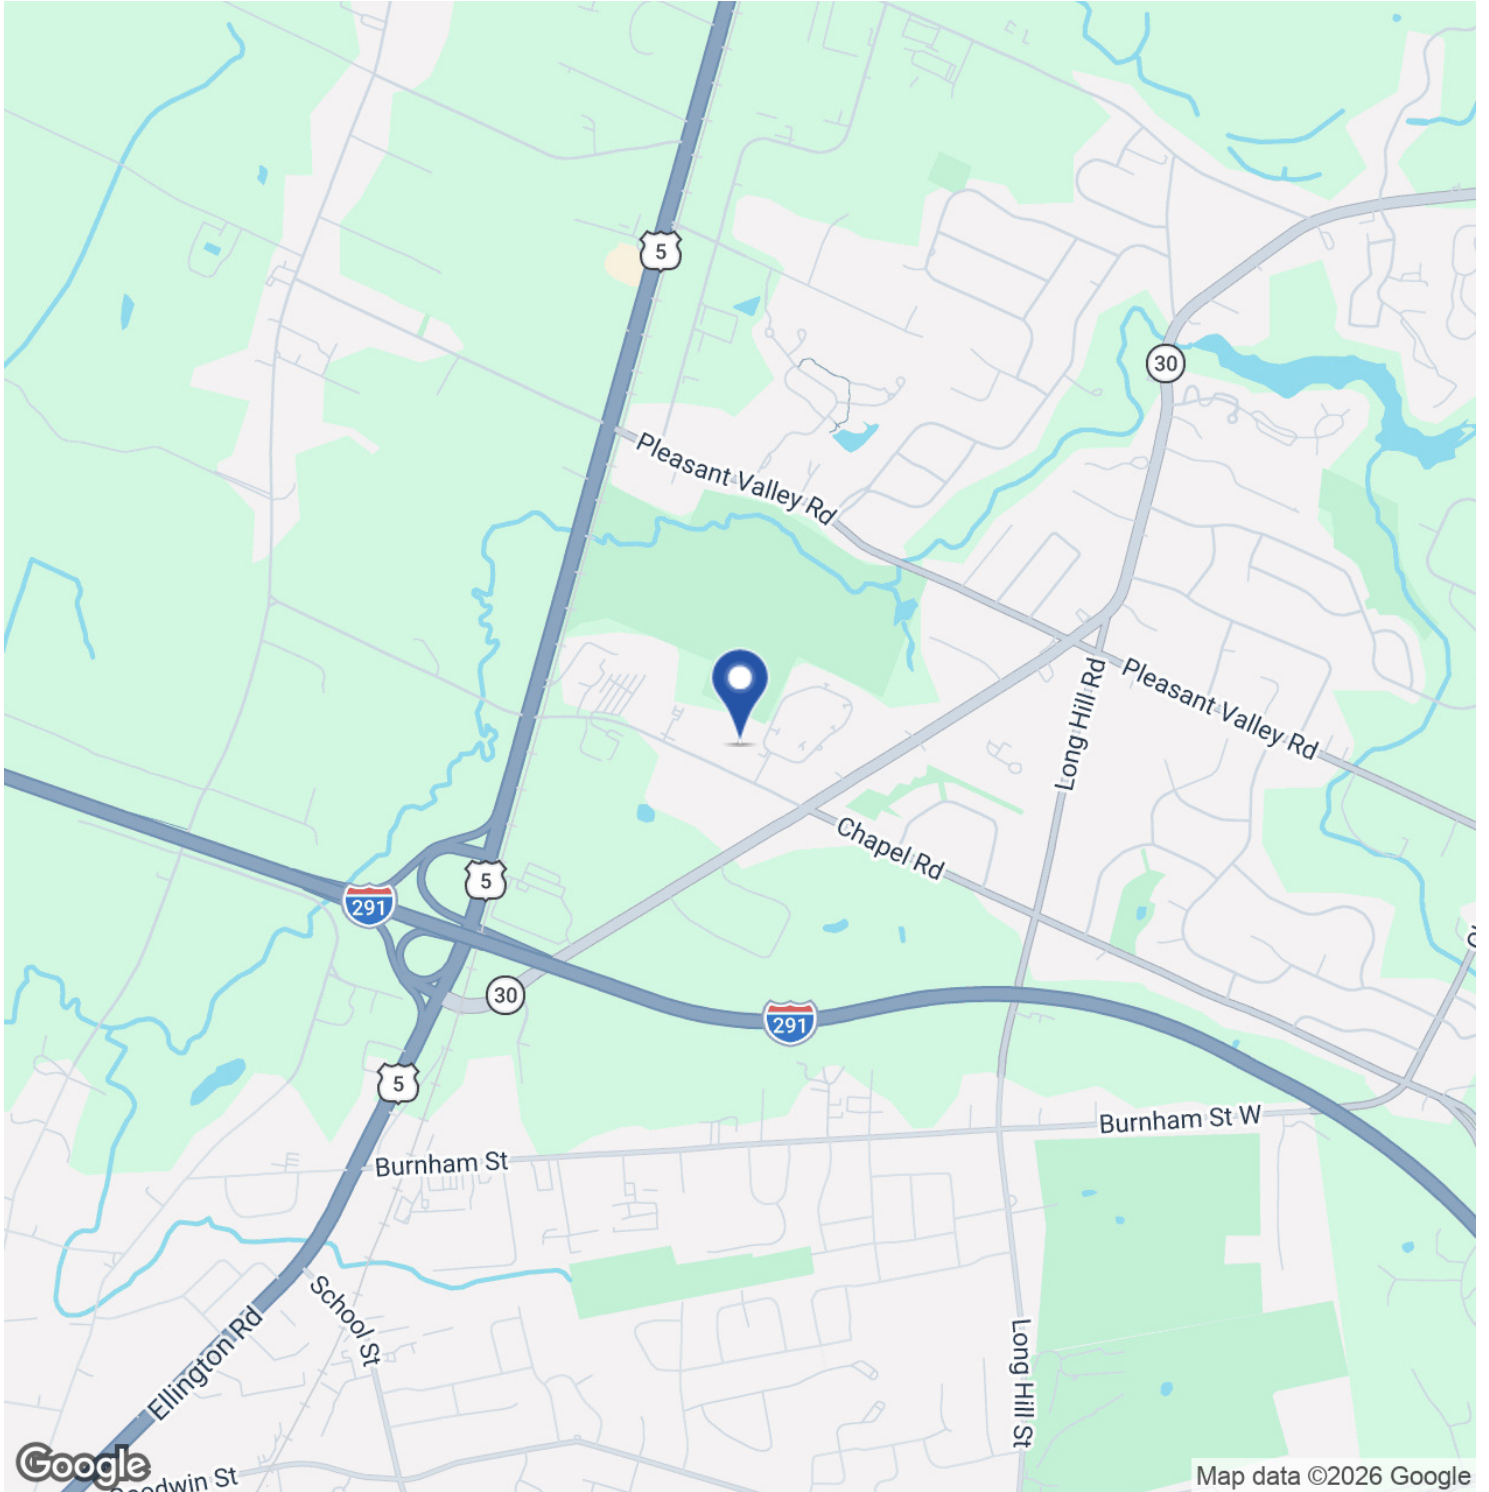 5
30
Pleasant Valley Rd
Long Hill Rd
Pleasant Valley Rd
Chapel Rd
5
291
30
291
5
Burnham St W
Burnham St
School St
Ellington Rd
Long Hill St
Google
Map data ©2026 Google